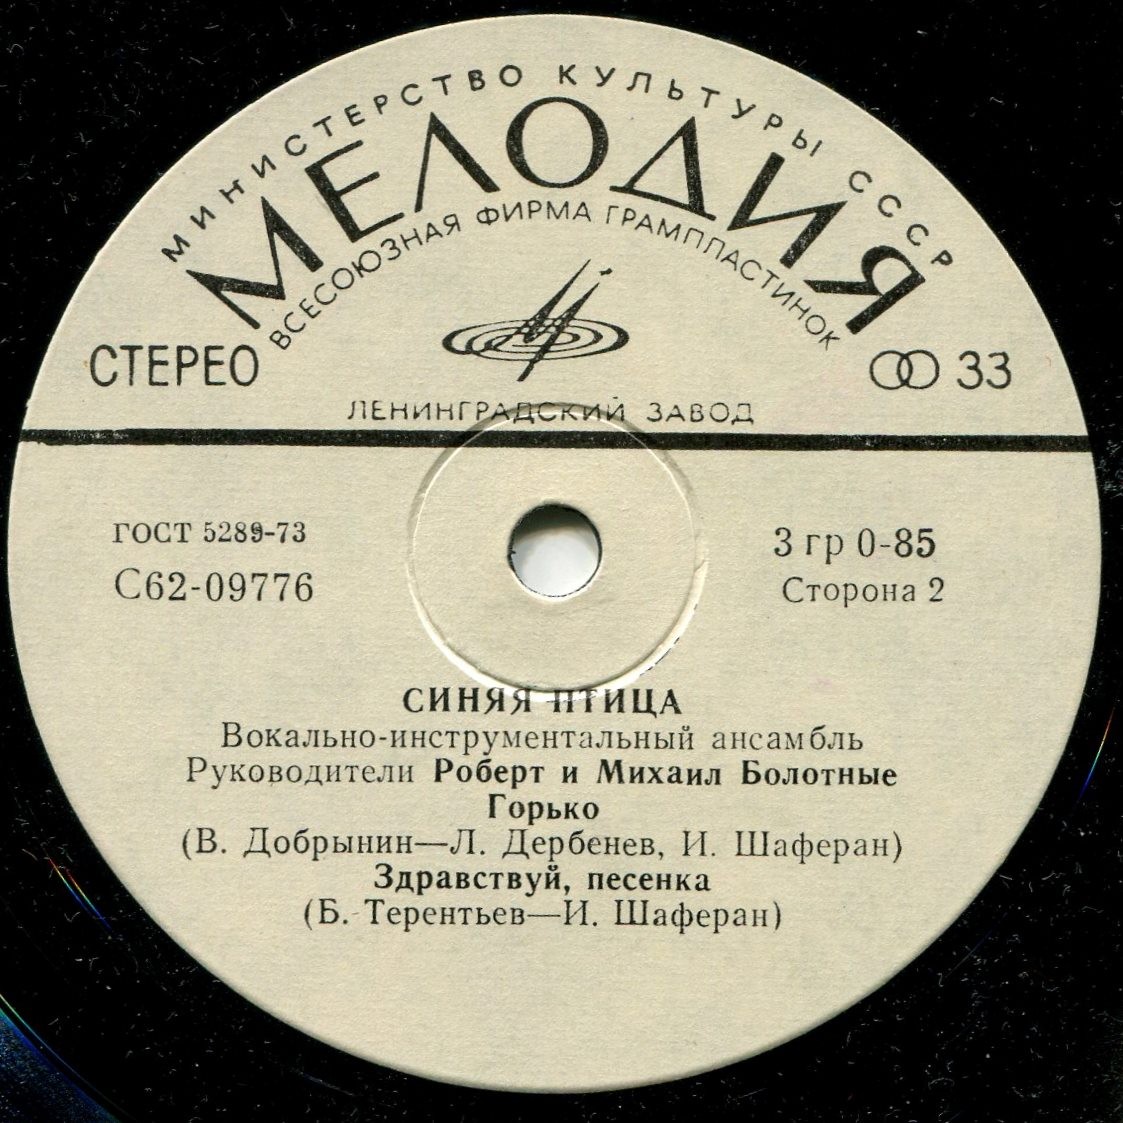 МИНИСТЕРСТВО КУЛЬТУРЫ СССР
МЕЛОДИЯ
ВСЕСОЮЗНАЯ ФИРМА ГРАМПЛАСТИНОК
СТЕРЕО
33
ЛЕНИНГРАДСКИЙ ЗАВОД
ГОСТ 5289-73
С62-09776
3 гр 0-85
Сторона 2
СИНЯЯ ПТИЦА
Вокально-инструментальный ансамбль
Руководители Роберт и Михаил Болотные
Горько
(В. Добрынин—Л. Дербенев, И. Шаферан)
Здравствуй, песенка
(Б. Терентьев—И. Шаферан)